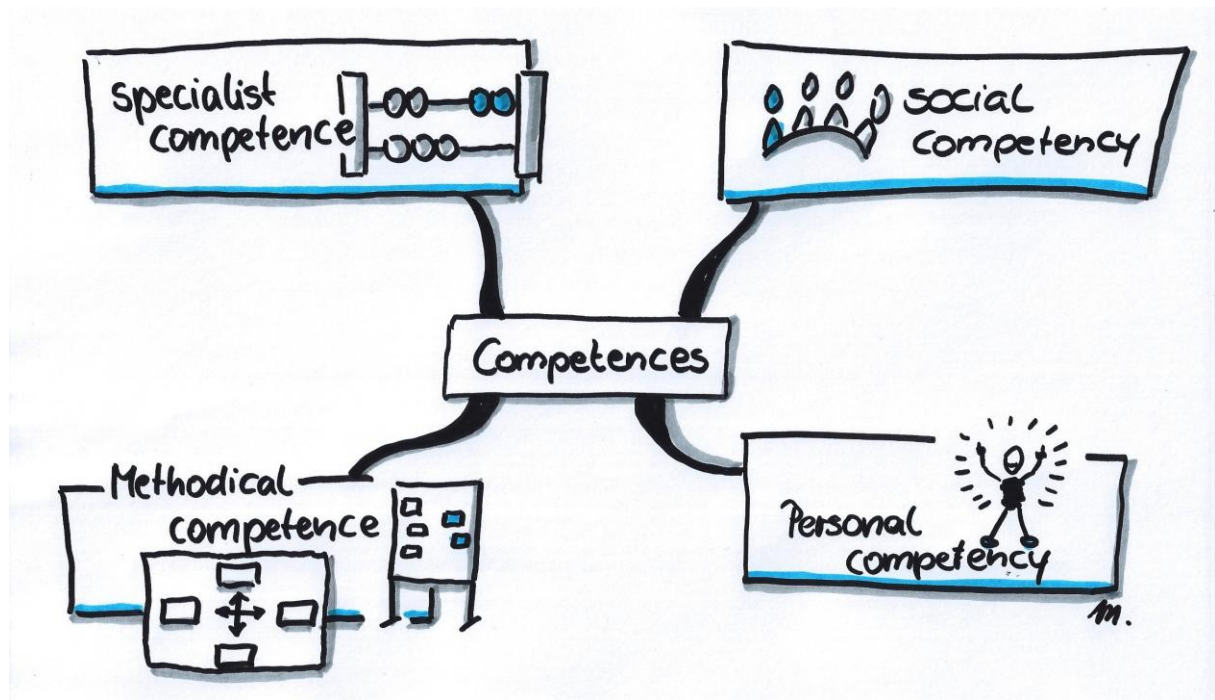 specialist
competence
social
competency
Competences
Methodical
competence
Personal
competency
m.